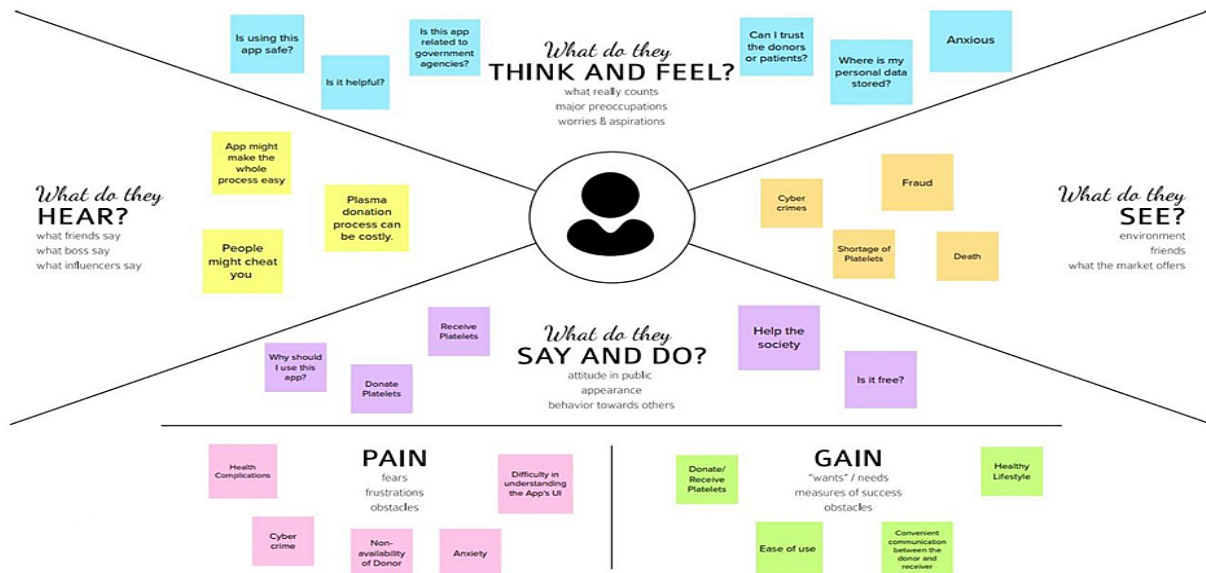 Is using this
app safe?
Is it helpful?
Is this app
related to
government
agencies?
What do they
THINK AND FEEL?
what really counts
major preoccupations
worries & aspirations
Can I trust
the donors
or patients?
Where is my
personal data
stored?
Anxious
What do they
HEAR?
what friends say
what boss say
what influencers say
App might
make the
whole
process easy
Plasma
donation
process can
be costly.
People
might cheat
you
Cyber
crimes
Fraud
Shortage of
Platelets
Death
What do they
SEE?
environment
friends
what the market offers
Why should
I use this
app?
Donate
Platelets
Receive
Platelets
What do they
SAY AND DO?
attitude in public
appearance
behavior towards others
Help the
society
Is it free?
Health
Complications
Cyber
crime
PAIN
fears
frustrations
obstacles
Non-
availability
of Donor
Anxiety
Difficulty in
understanding
the App's UI
Donate/
Receive
Platelets
GAIN
"wants" / needs
measures of success
obstacles
Healthy
Lifestyle
Ease of use
Convenient
communication
between the
donor and
receiver